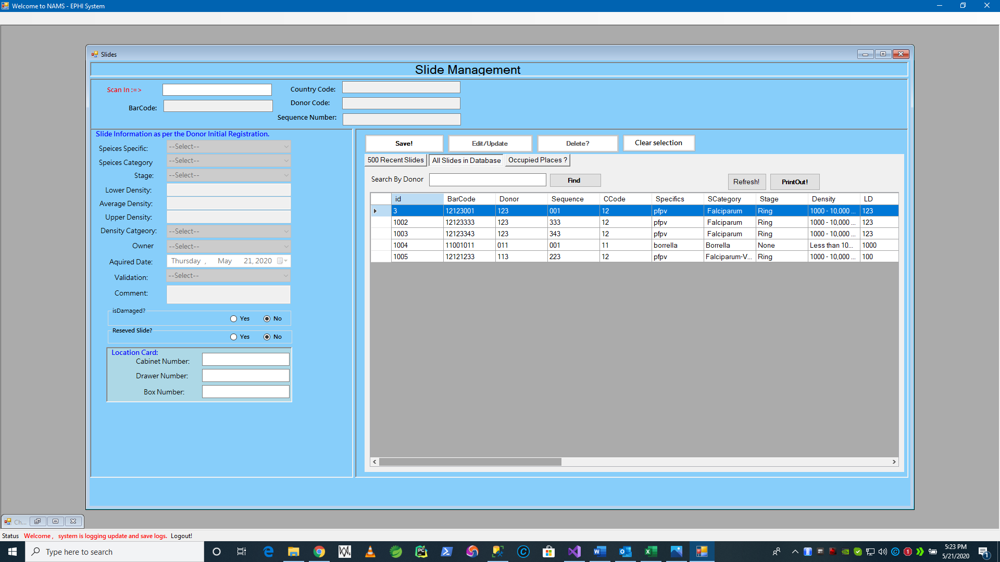 Welcome to NAMS - EPHI System
Slides
Slide Management
Scan In :=>
BarCode:
Country Code:
Donor Code:
Sequence Number:
Slide Information as per the Donor Initial Registration.
Speices Specific: --Select--
Speices Category --Select--
Stage: --Select--
Lower Density:
Average Density:
Upper Density:
Density Catgeory: --Select--
Owner --Select--
Aquired Date: Thursday , May 21, 2020
Validation: --Select--
Comment:
isDamaged?
Yes No
Reseved Slide?
Yes No
Location Card:
Cabinet Number:
Drawer Number:
Box Number:
Save! Edit/Update Delete? Clear selection
500 Recent Slides All Slides in Database Occupied Places ?
Search By Donor Find Refresh! PrintOut!
id BarCode Donor Sequence CCode Specifics SCategory Stage Density LD
3 12123001 123 001 12 pfpv Falciparum Ring 1000 - 10,000 ... 123
1002 12123333 123 333 12 pfpv Falciparum Ring 1000 - 10,000 ... 123
1003 12123343 123 343 12 pfpv Falciparum Ring 1000 - 10,000 ... 123
1004 11001011 011 001 11 borrella Borrella None Less than 10... 1000
1005 12121233 113 223 12 pfpv Falciparum-V... Ring 1000 - 10,000 ... 100
Ch...
Status Welcome , system is logging update and save logs. Logout!
Type here to search
5:23 PM
5/21/2020
1